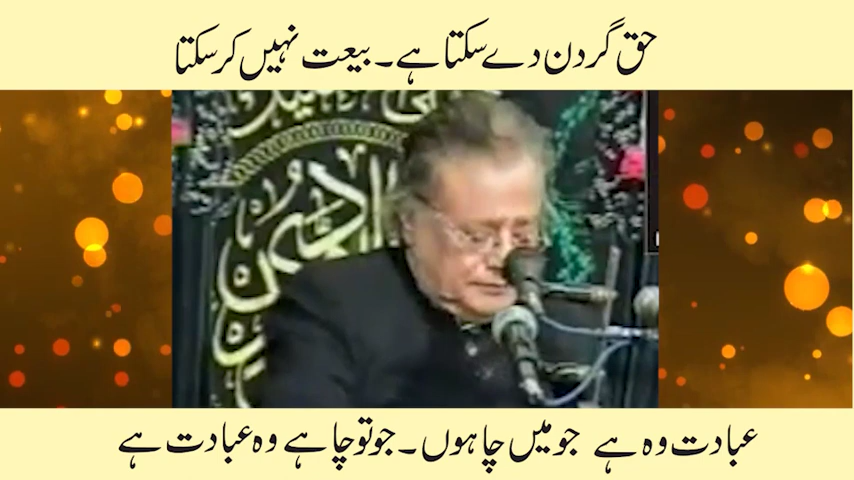 حق گردن دے سکتا ہے۔ بیعت نہیں کر سکتا
عبادت وہ ہے جو میں چاہوں۔ جو تو چاہے وہ عبادت ہے